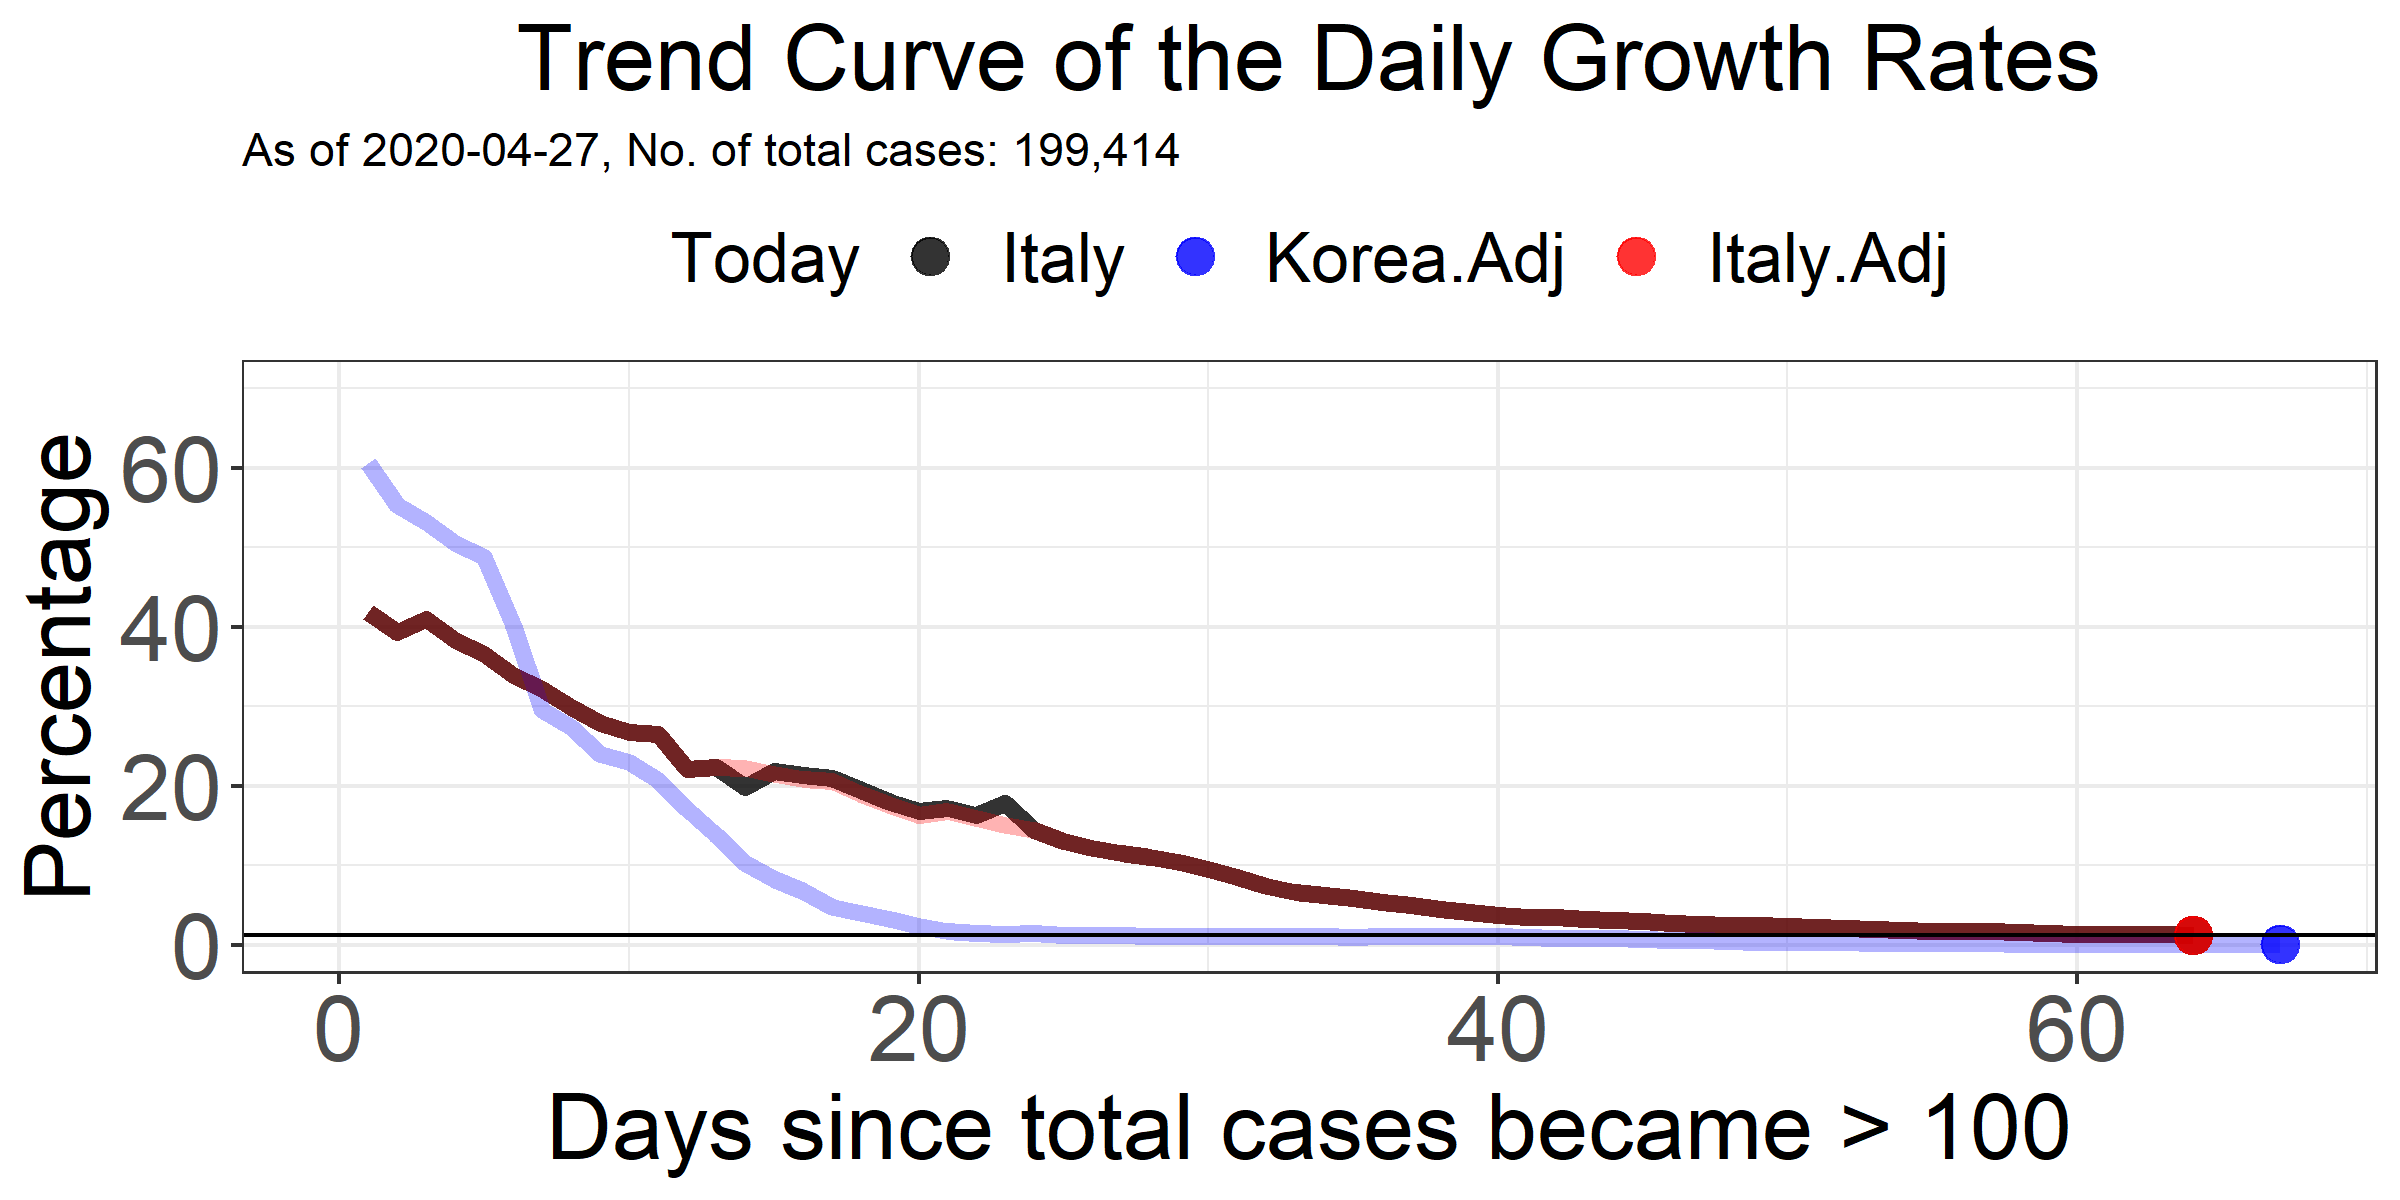 Trend Curve of the Daily Growth Rates
As of 2020-04-27, No. of total cases: 199,414
Today Italy Korea.Adj Italy.Adj
Percentage
60
40
20
0
0 20 40 60
Days since total cases became > 100